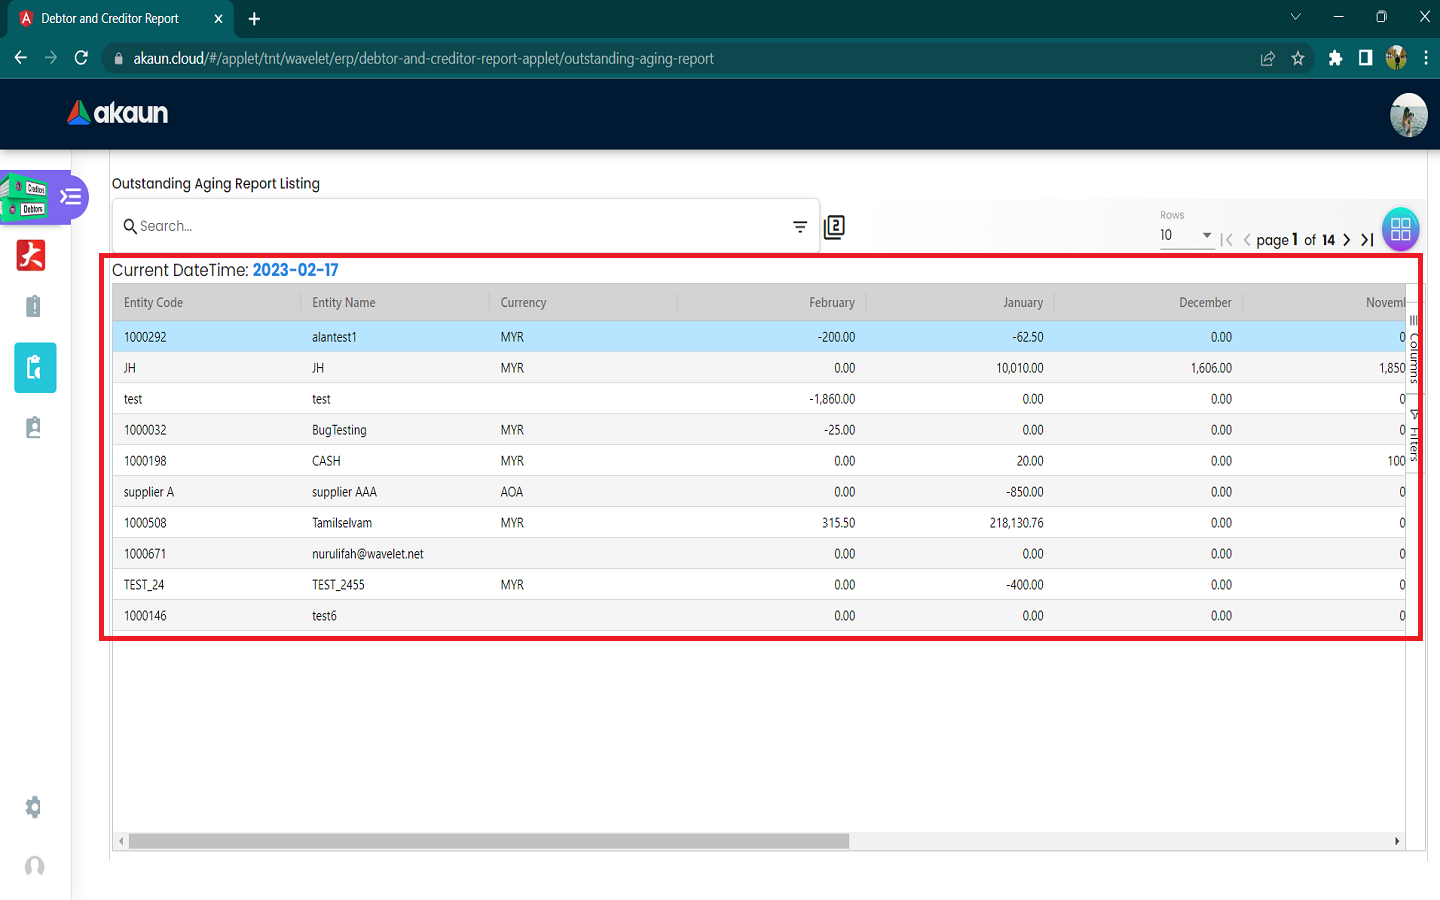 Debtor and Creditor Report
akaun.cloud/#/applet/tnt/wavelet/erp/debtor-and-creditor-report-applet/outstanding-aging-report
akaun
Creditors
Debtors
Outstanding Aging Report Listing
Search...
2
Rows
10
page 1 of 14
Current DateTime: 2023-02-17
Entity Code Entity Name Currency February January December Novem
1000292 alantest1 MYR -200.00 -62.50 0.00 0
JH JH MYR 0.00 10,010.00 1,606.00 1,850
test test -1,860.00 0.00 0.00 0
1000032 BugTesting MYR -25.00 0.00 0.00 0
1000198 CASH MYR 0.00 20.00 0.00 100
supplier A supplier AAA AOA 0.00 -850.00 0.00 0
1000508 Tamilselvam MYR 315.50 218,130.76 0.00 0
1000671 nurulifah@wavelet.net 0.00 0.00 0.00 0
TEST_24 TEST_2455 MYR 0.00 -400.00 0.00 0
1000146 test6 0.00 0.00 0.00 0
Columns
Filters